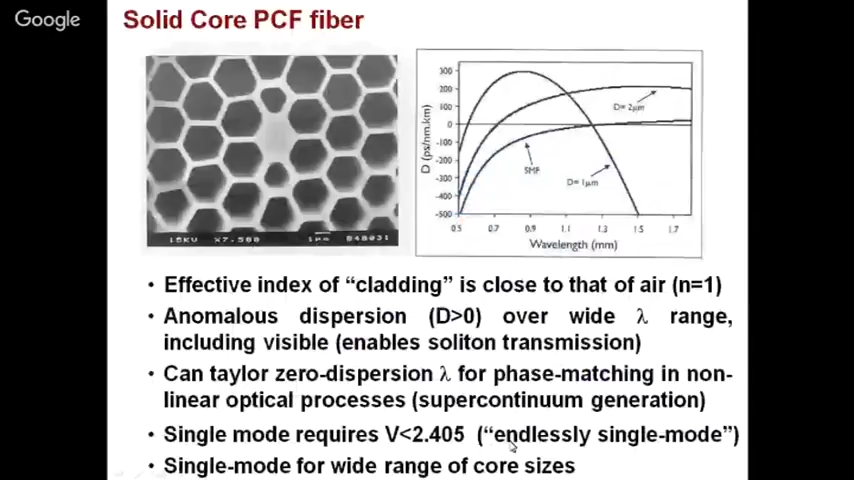 Google
Solid Core PCF fiber
15KV X7,500 1µm 848031
D (ps/nm.km)
300
200
100
0
-100
-200
-300
-400
-500
D= 2µm
SMF
D= 1µm
0.5 0.7 0.9 1.1 1.3 1.5 1.7
Wavelength (mm)
• Effective index of “cladding” is close to that of air (n=1)
• Anomalous dispersion (D>0) over wide λ range,
including visible (enables soliton transmission)
• Can taylor zero-dispersion λ for phase-matching in non-
linear optical processes (supercontinuum generation)
• Single mode requires V<2.405 (“endlessly single-mode”)
• Single-mode for wide range of core sizes